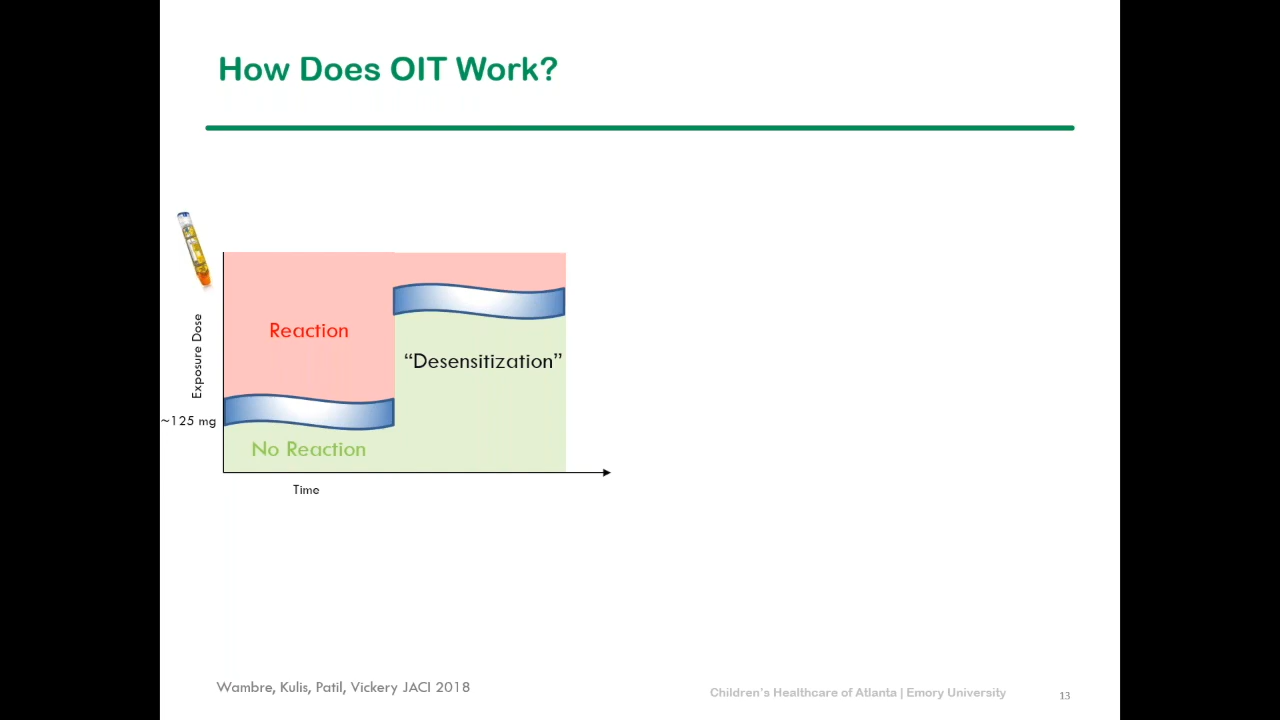 How Does OIT Work?
Reaction
“Desensitization”
Exposure Dose
~125 mg
No Reaction
Time
Wambre, Kulis, Patil, Vickery JACI 2018
Children’s Healthcare of Atlanta | Emory University
13